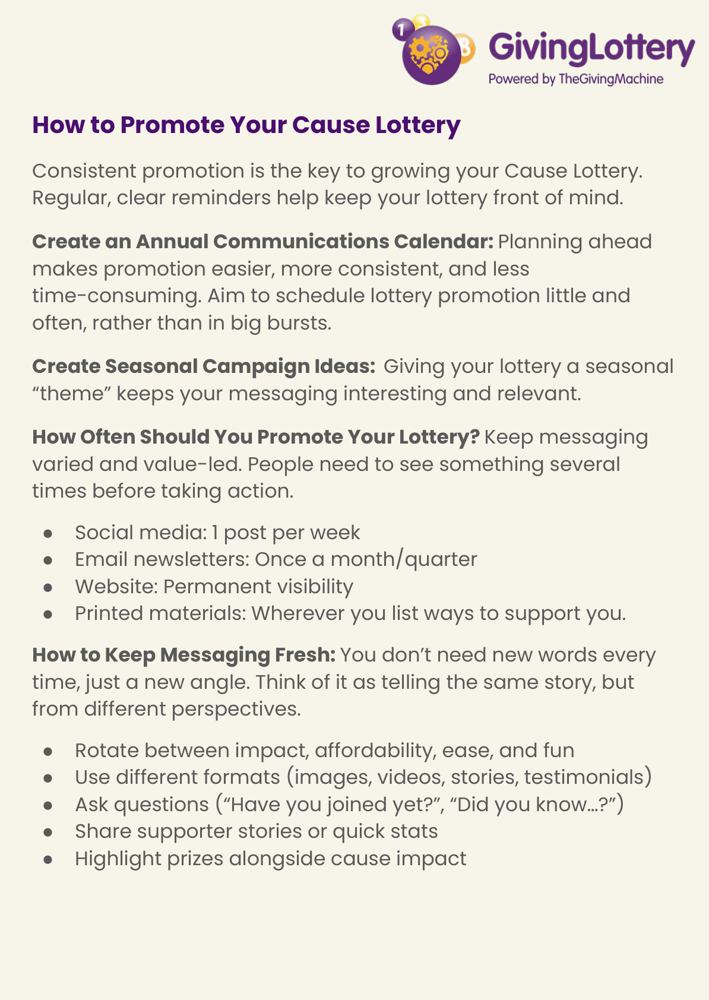 1 3 8
GivingLottery
Powered by TheGivingMachine
How to Promote Your Cause Lottery
Consistent promotion is the key to growing your Cause Lottery.
Regular, clear reminders help keep your lottery front of mind.
Create an Annual Communications Calendar: Planning ahead
makes promotion easier, more consistent, and less
time-consuming. Aim to schedule lottery promotion little and
often, rather than in big bursts.
Create Seasonal Campaign Ideas:  Giving your lottery a seasonal
“theme” keeps your messaging interesting and relevant.
How Often Should You Promote Your Lottery? Keep messaging
varied and value-led. People need to see something several
times before taking action.
● Social media: 1 post per week
● Email newsletters: Once a month/quarter
● Website: Permanent visibility
● Printed materials: Wherever you list ways to support you.
How to Keep Messaging Fresh: You don’t need new words every
time, just a new angle. Think of it as telling the same story, but
from different perspectives.
● Rotate between impact, affordability, ease, and fun
● Use different formats (images, videos, stories, testimonials)
● Ask questions (“Have you joined yet?”, “Did you know…?”)
● Share supporter stories or quick stats
● Highlight prizes alongside cause impact